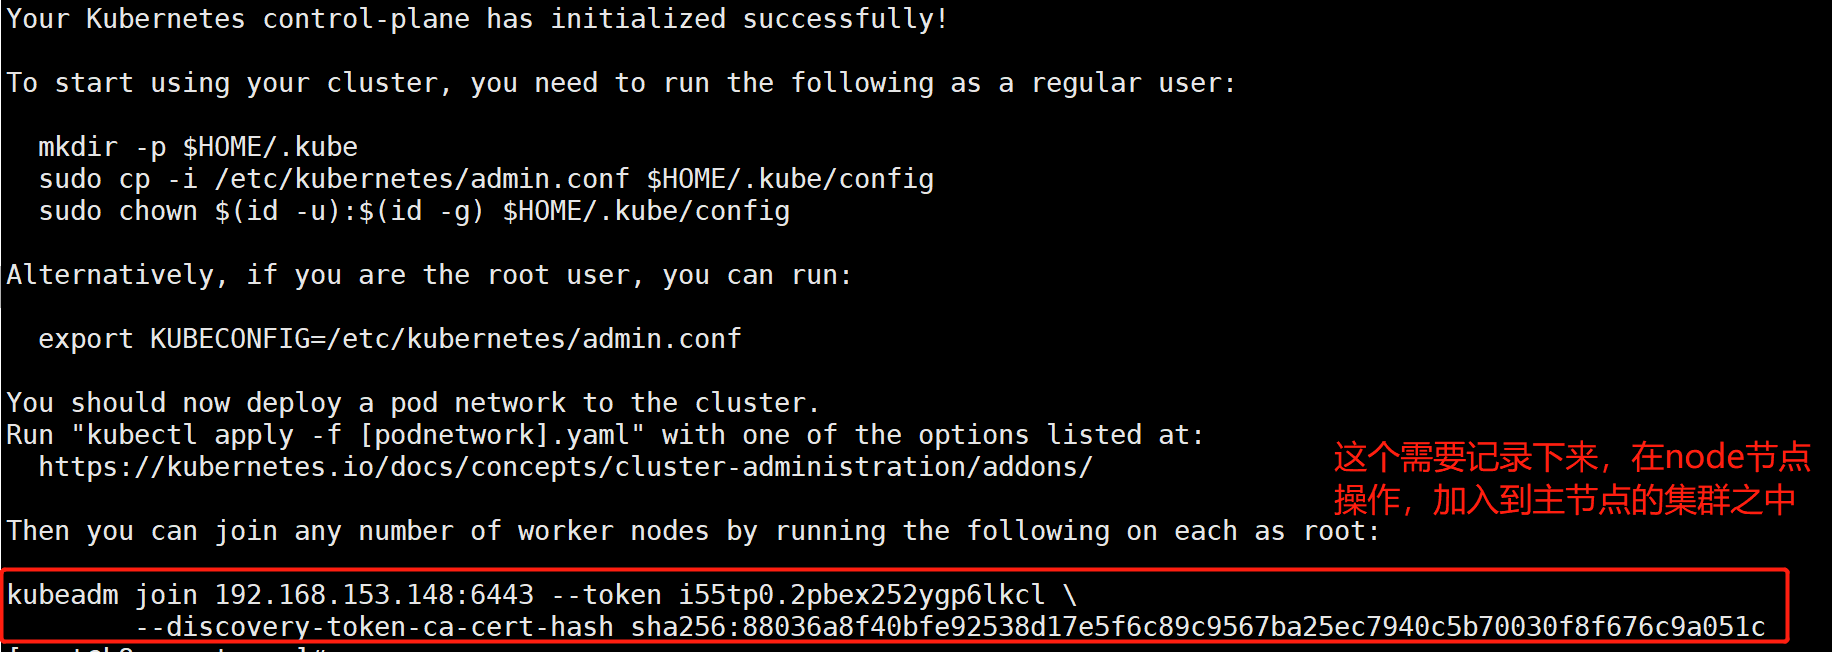 Your Kubernetes control-plane has initialized successfully!
To start using your cluster, you need to run the following as a regular user:
mkdir -p $HOME/.kube
sudo cp -i /etc/kubernetes/admin.conf $HOME/.kube/config
sudo chown $(id -u):$(id -g) $HOME/.kube/config
Alternatively, if you are the root user, you can run:
export KUBECONFIG=/etc/kubernetes/admin.conf
You should now deploy a pod network to the cluster.
Run "kubectl apply -f [podnetwork].yaml" with one of the options listed at:
https://kubernetes.io/docs/concepts/cluster-administration/addons/
这个需要记录下来，在node节点
操作，加入到主节点的集群之中
Then you can join any number of worker nodes by running the following on each as root:
kubeadm join 192.168.153.148:6443 --token i55tp0.2pbex252ygp6lkcl \
--discovery-token-ca-cert-hash sha256:88036a8f40bfe92538d17e5f6c89c9567ba25ec7940c5b70030f8f676c9a051c